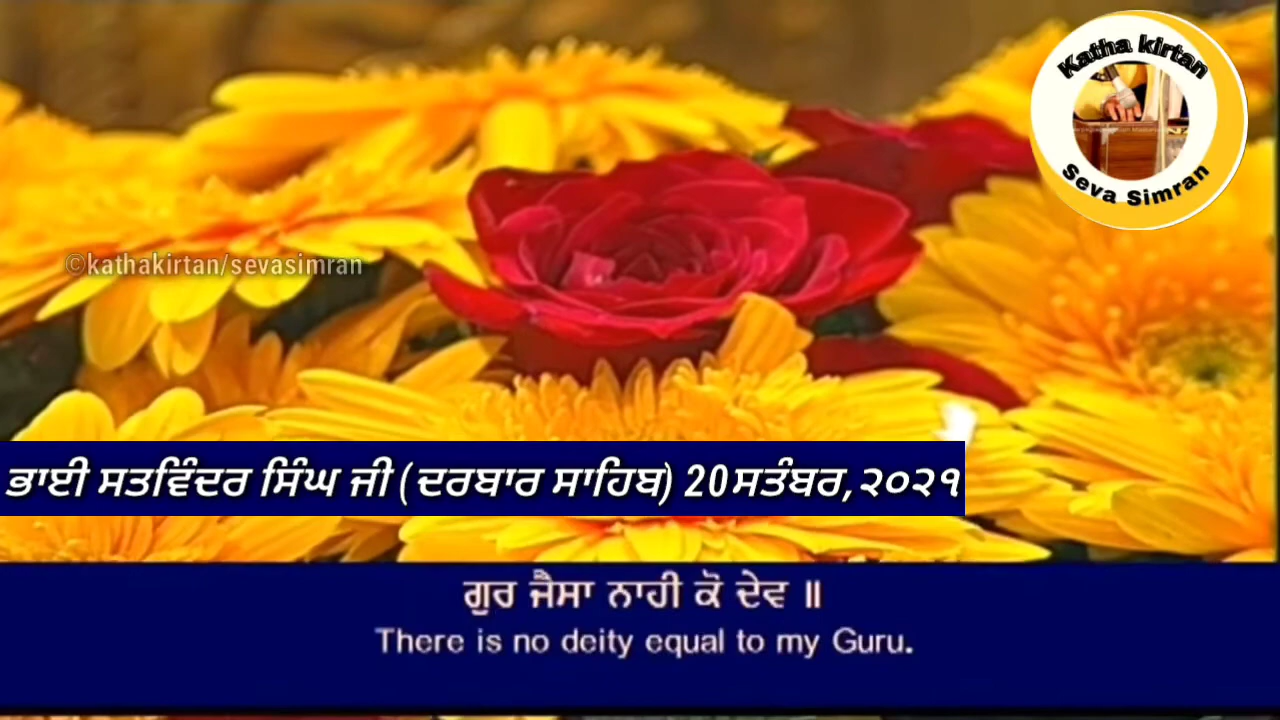 Katha kirtan
Seva Simran
©kathakirtan/sevasimran
ਭਾਈ ਸਤਵਿੰਦਰ ਸਿੰਘ ਜੀ (ਦਰਬਾਰ ਸਾਹਿਬ) 20ਸਤੰਬਰ,੨੦੨੧
ਗੁਰ ਜੈਸਾ ਨਾਹੀ ਕੋ ਦੇਵ ॥
There is no deity equal to my Guru.